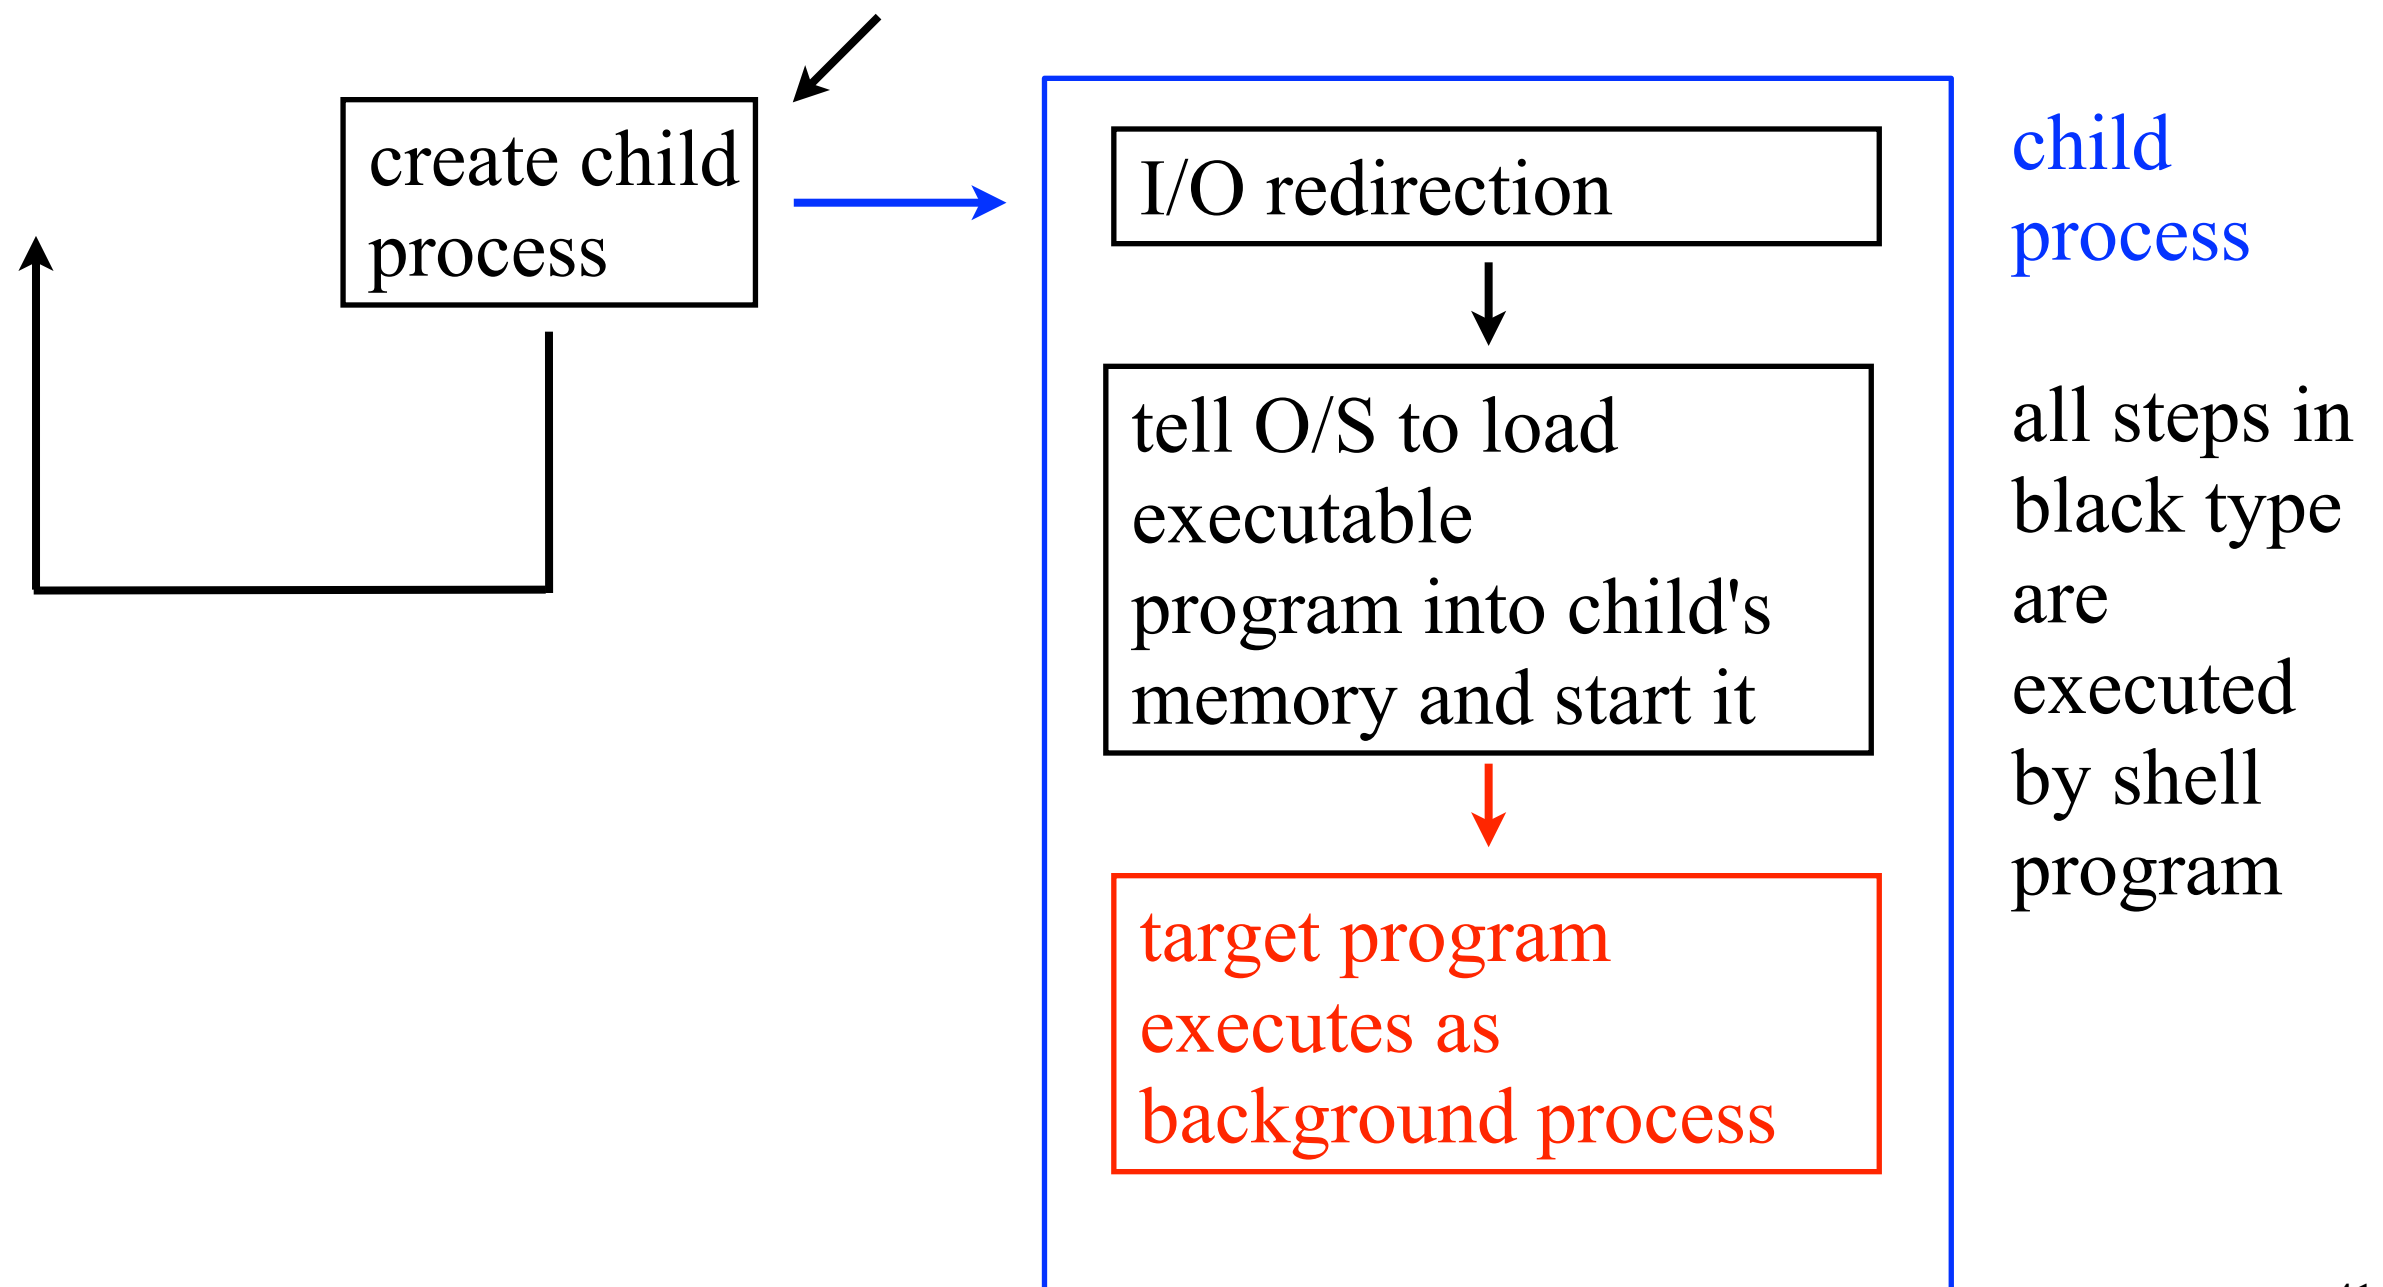 create child
process
I/O redirection
tell O/S to load
executable
program into child's
memory and start it
target program
executes as
background process
child
process
all steps in
black type
are
executed
by shell
program